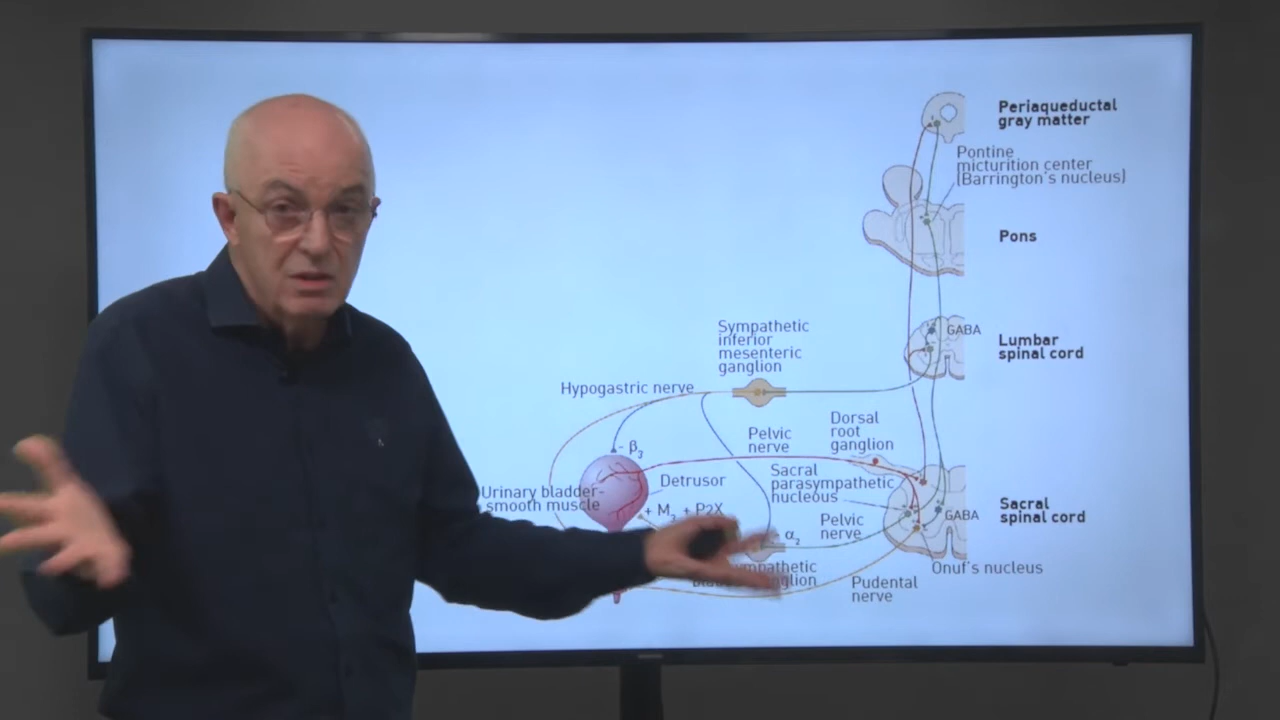 Periaqueductal
gray matter
Pontine
micturition center
(Barrington's nucleus)
Pons
Sympathetic
inferior
mesenteric
ganglion
GABA
Lumbar
spinal cord
Hypogastric nerve
Dorsal
root
ganglion
Pelvic
nerve
- β3
Sacral
parasympathetic
nucleous
Detrusor
Urinary bladder-
smooth muscle
+ M3 + P2X
Pelvic
nerve
- α2
GABA
Sacral
spinal cord
Onuf's nucleus
Pudental
nerve